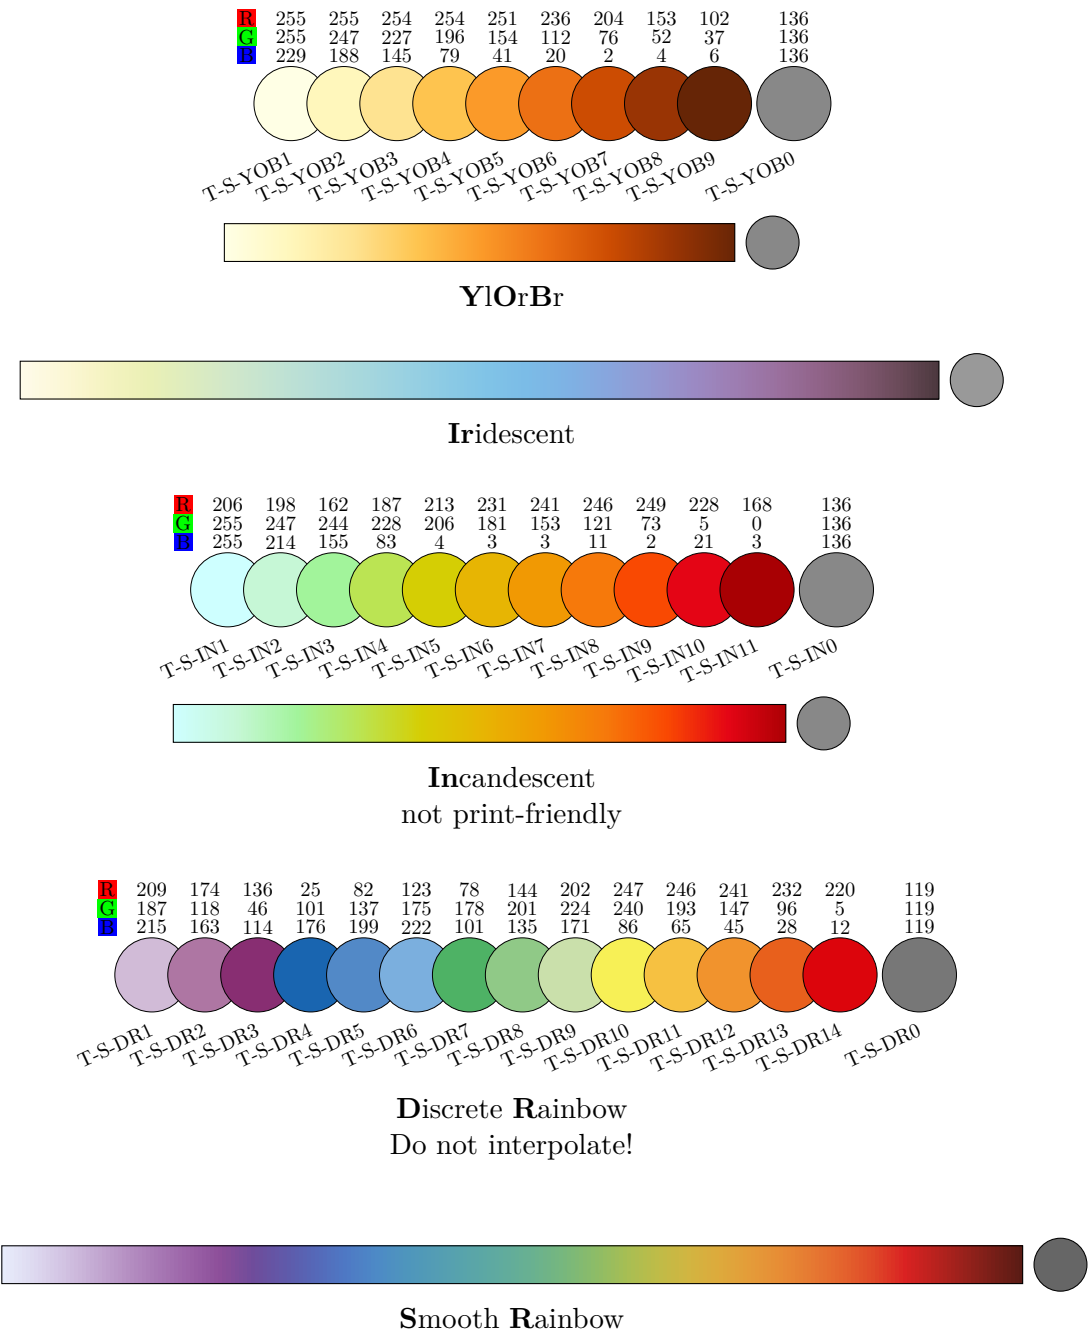 R 255 255 254 254 251 236 204 153 102 136
G 255 247 227 196 154 112 76 52 37 136
B 229 188 145 79 41 20 2 4 6 136
T-S-YOB1 T-S-YOB2 T-S-YOB3 T-S-YOB4 T-S-YOB5 T-S-YOB6 T-S-YOB7 T-S-YOB8 T-S-YOB9 T-S-YOB0
YlOrBr
Iridescent
R 206 198 162 187 213 231 241 246 249 228 168 136
G 255 247 244 228 206 181 153 121 73 5 0 136
B 255 214 155 83 4 3 3 11 2 21 3 136
T-S-IN1 T-S-IN2 T-S-IN3 T-S-IN4 T-S-IN5 T-S-IN6 T-S-IN7 T-S-IN8 T-S-IN9 T-S-IN10 T-S-IN11 T-S-IN0
Incandescent
not print-friendly
R 209 174 136 25 82 123 78 144 202 247 246 241 232 220 119
G 187 118 46 101 137 175 178 201 224 240 193 147 96 5 119
B 215 163 114 176 199 222 101 135 171 86 65 45 28 12 119
T-S-DR1 T-S-DR2 T-S-DR3 T-S-DR4 T-S-DR5 T-S-DR6 T-S-DR7 T-S-DR8 T-S-DR9 T-S-DR10 T-S-DR11 T-S-DR12 T-S-DR13 T-S-DR14 T-S-DR0
Discrete Rainbow
Do not interpolate!
Smooth Rainbow